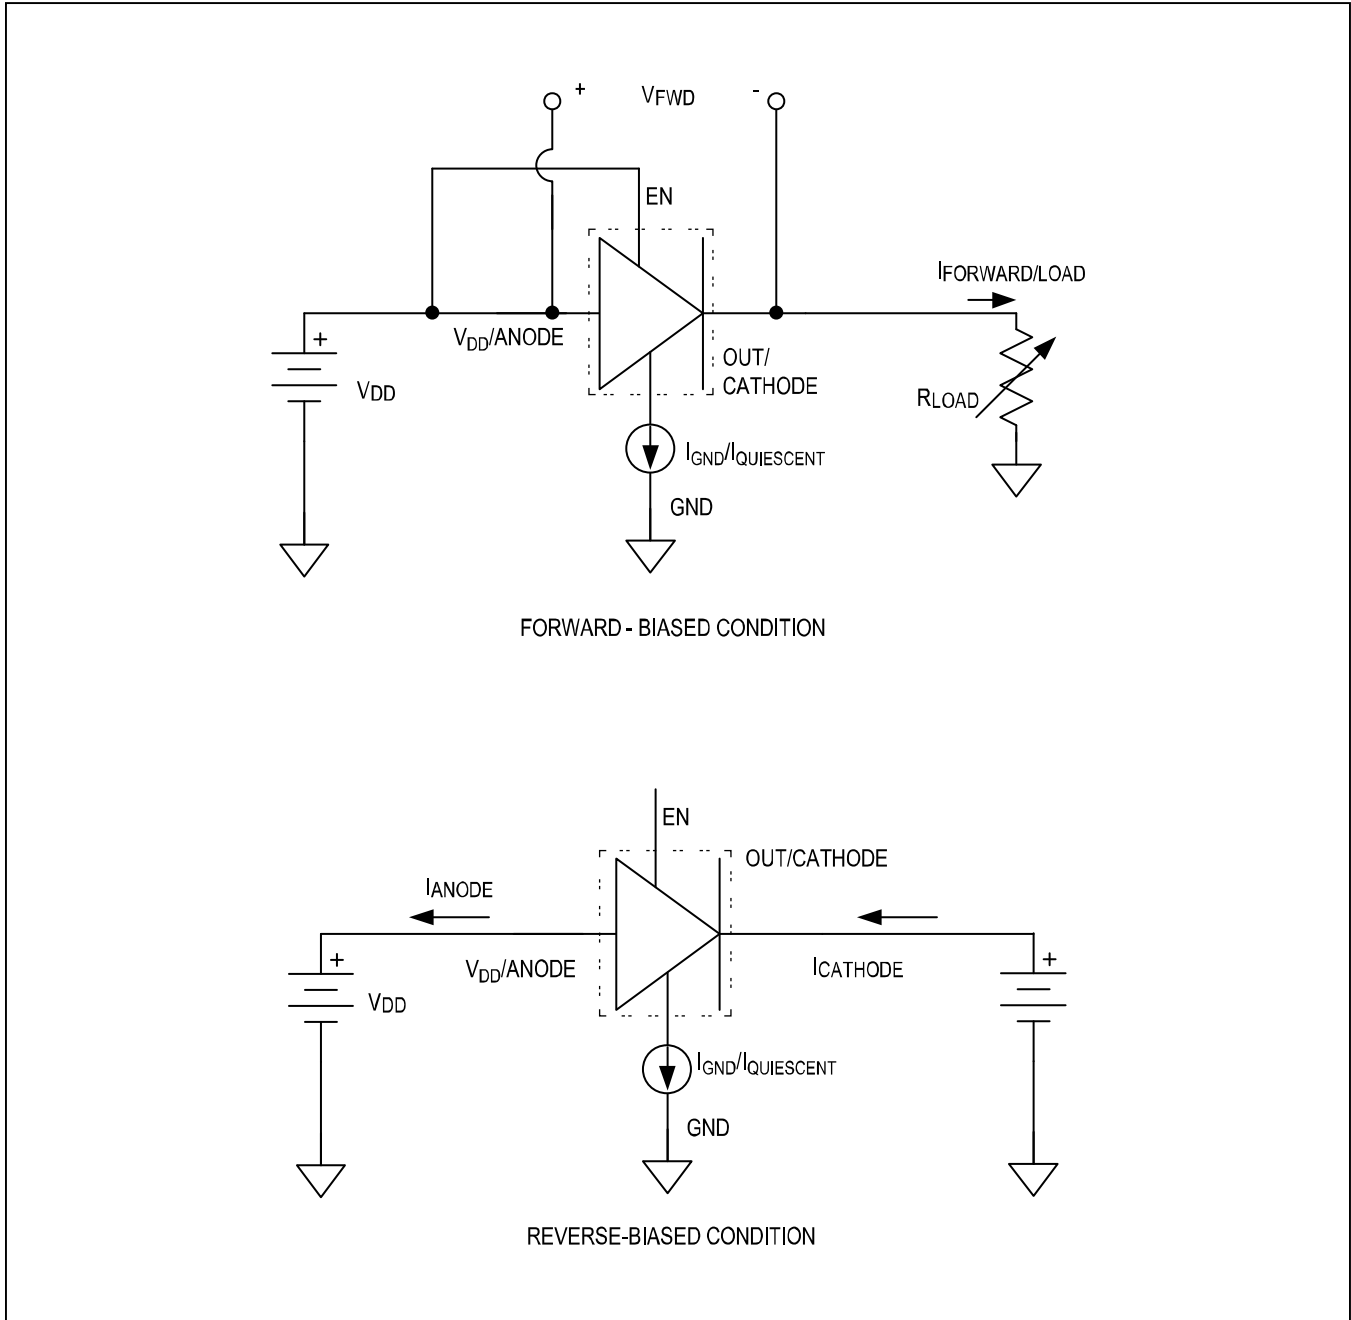 + VFWD -
EN
IFORWARD/LOAD
+
VDD/ANODE
VDD
OUT/
CATHODE
RLOAD
IGND/IQUIESCENT
GND
FORWARD - BIASED CONDITION
EN
OUT/CATHODE
IANODE
+
VDD/ANODE
ICATHODE
+
VDD
IGND/IQUIESCENT
GND
REVERSE-BIASED CONDITION